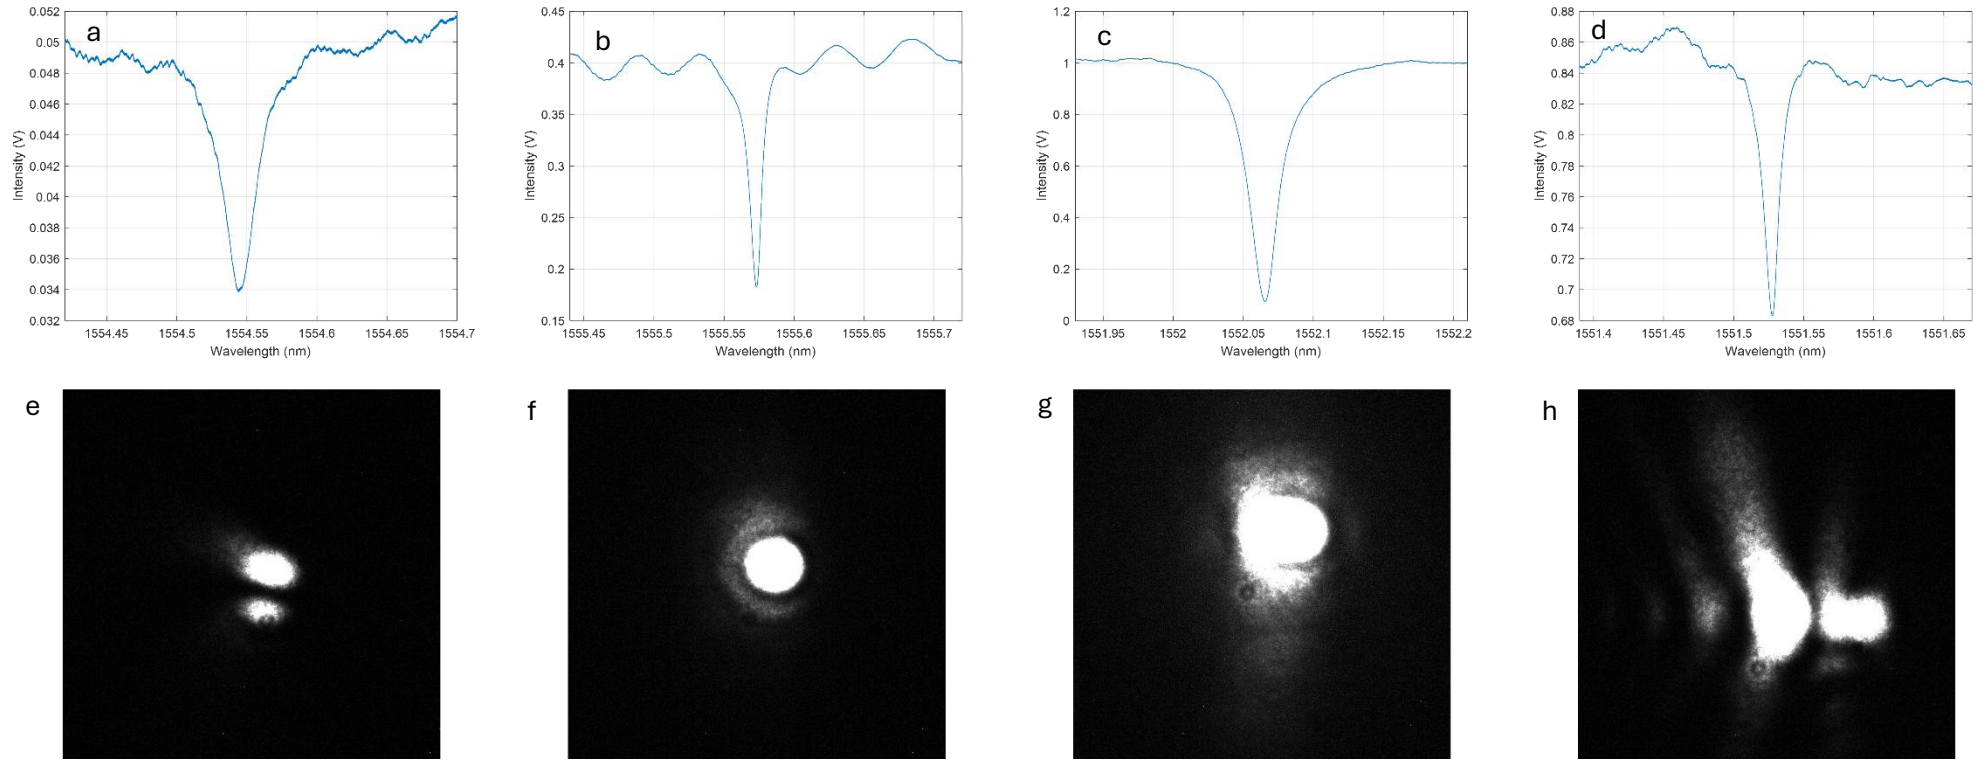 a
0.052
0.05
0.048
0.046
0.044
0.042
0.04
0.038
0.036
0.034
0.032
Intensity (V)
1554.45 1554.5 1554.55 1554.6 1554.65 1554.7
Wavelength (nm)
b
0.45
0.4
0.35
0.3
0.25
0.2
0.15
Intensity (V)
1555.45 1555.5 1555.55 1555.6 1555.65 1555.7
Wavelength (nm)
c
1.2
1
0.8
0.6
0.4
0.2
0
Intensity (V)
1551.95 1552 1552.05 1552.1 1552.15 1552.2
Wavelength (nm)
d
0.88
0.86
0.84
0.82
0.8
0.78
0.76
0.74
0.72
0.7
0.68
Intensity (V)
1551.4 1551.45 1551.5 1551.55 1551.6 1551.65
Wavelength (nm)
e
f
g
h